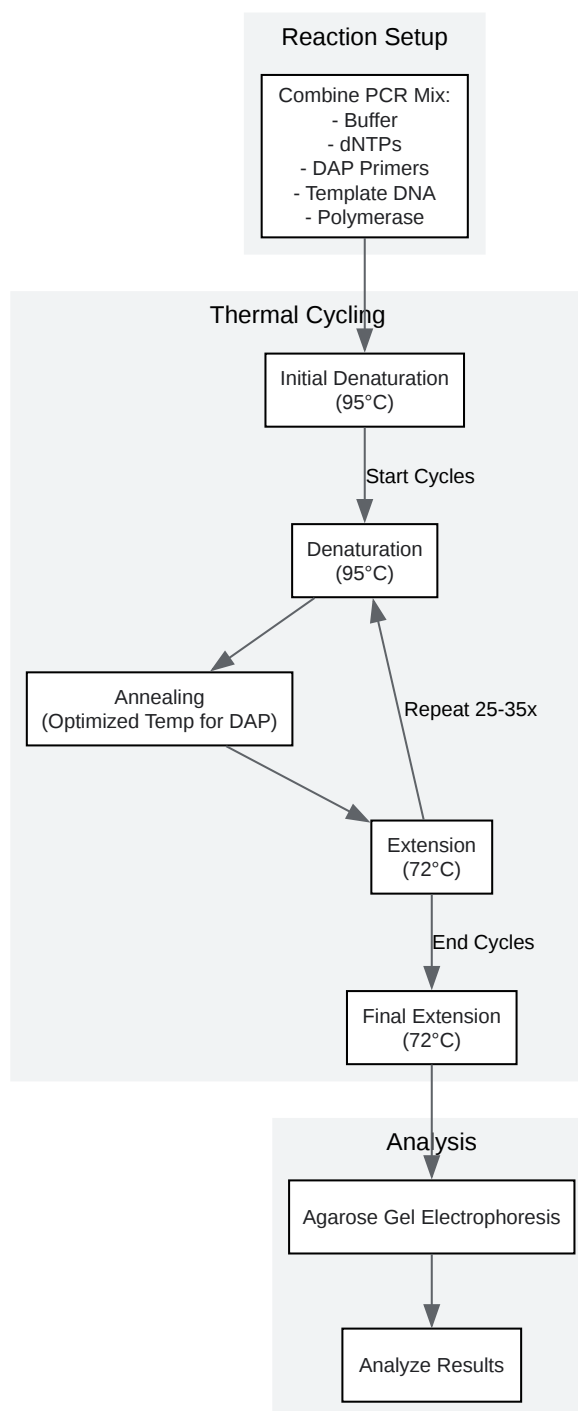 Reaction Setup
Combine PCR Mix:
- Buffer
- dNTPs
- DAP Primers
- Template DNA
- Polymerase
Thermal Cycling
Initial Denaturation
(95°C)
Start Cycles
Denaturation
(95°C)
Annealing
(Optimized Temp for DAP)
Repeat 25-35x
Extension
(72°C)
End Cycles
Final Extension
(72°C)
Analysis
Agarose Gel Electrophoresis
Analyze Results